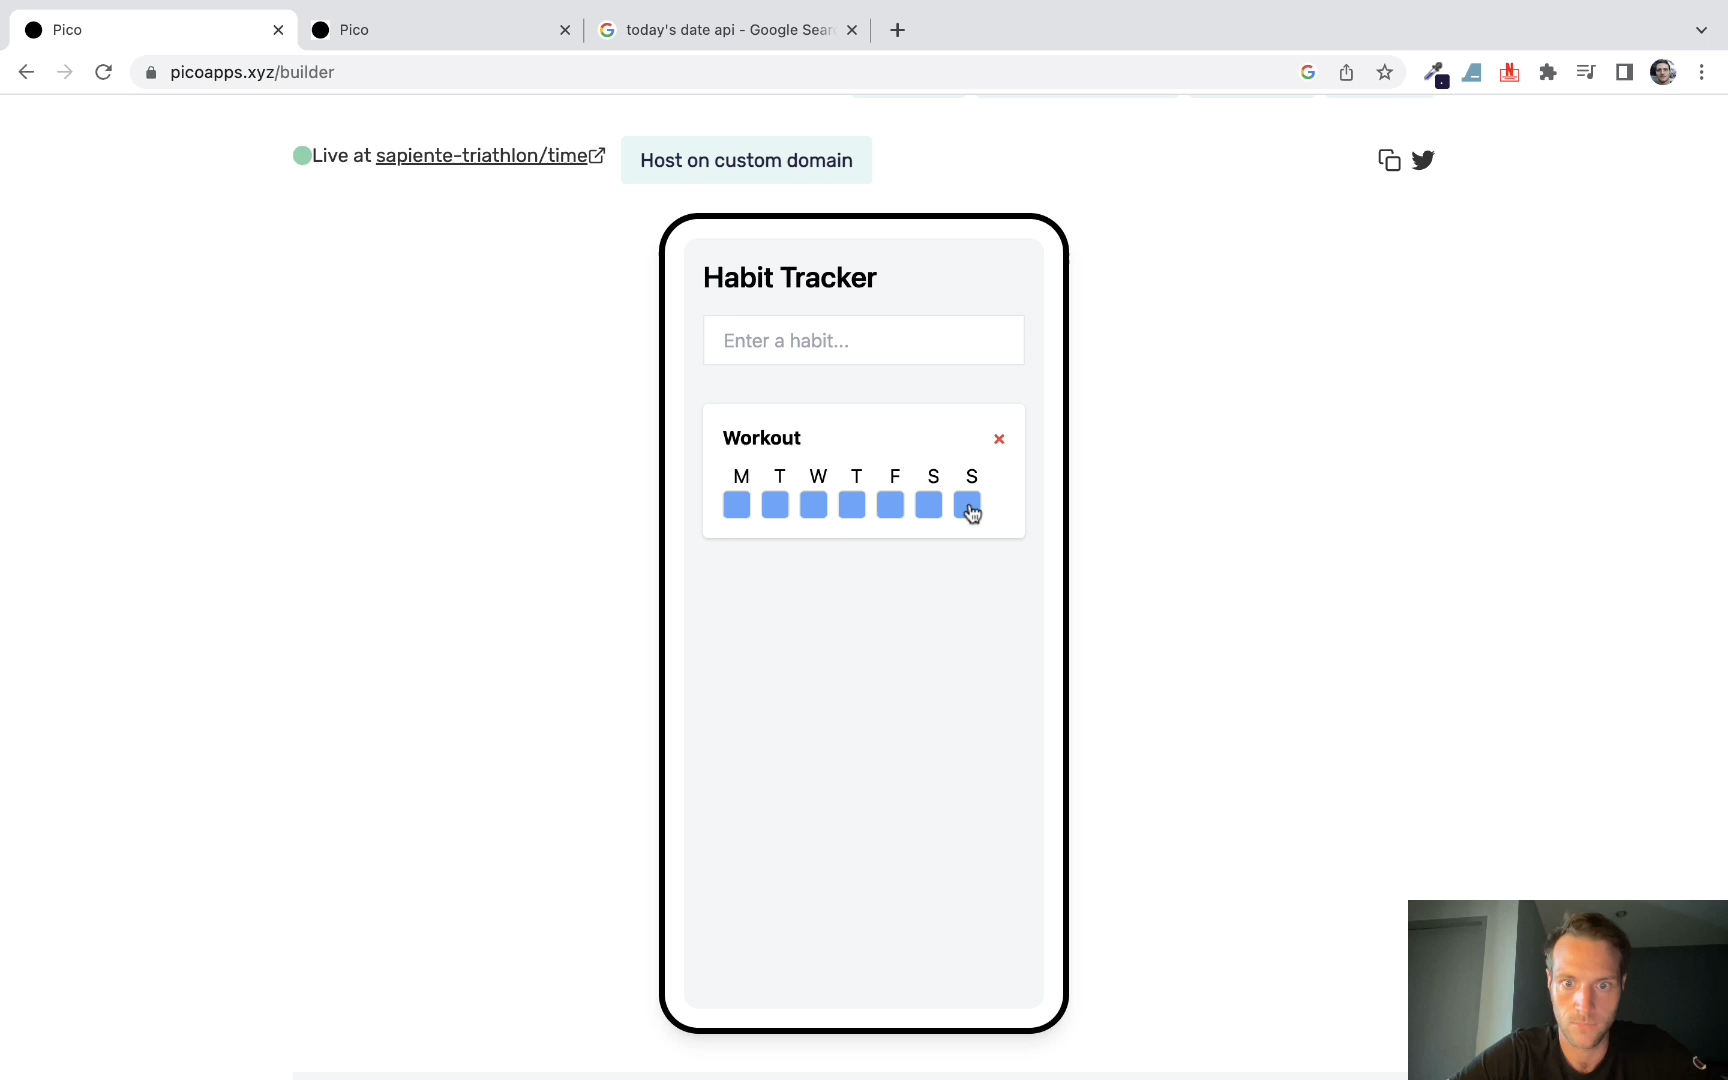 Pico
Pico
today's date api - Google Sear
picoapps.xyz/builder
Live at sapiente-triathlon/time
Host on custom domain
Habit Tracker
Enter a habit...
Workout
M T W T F S S